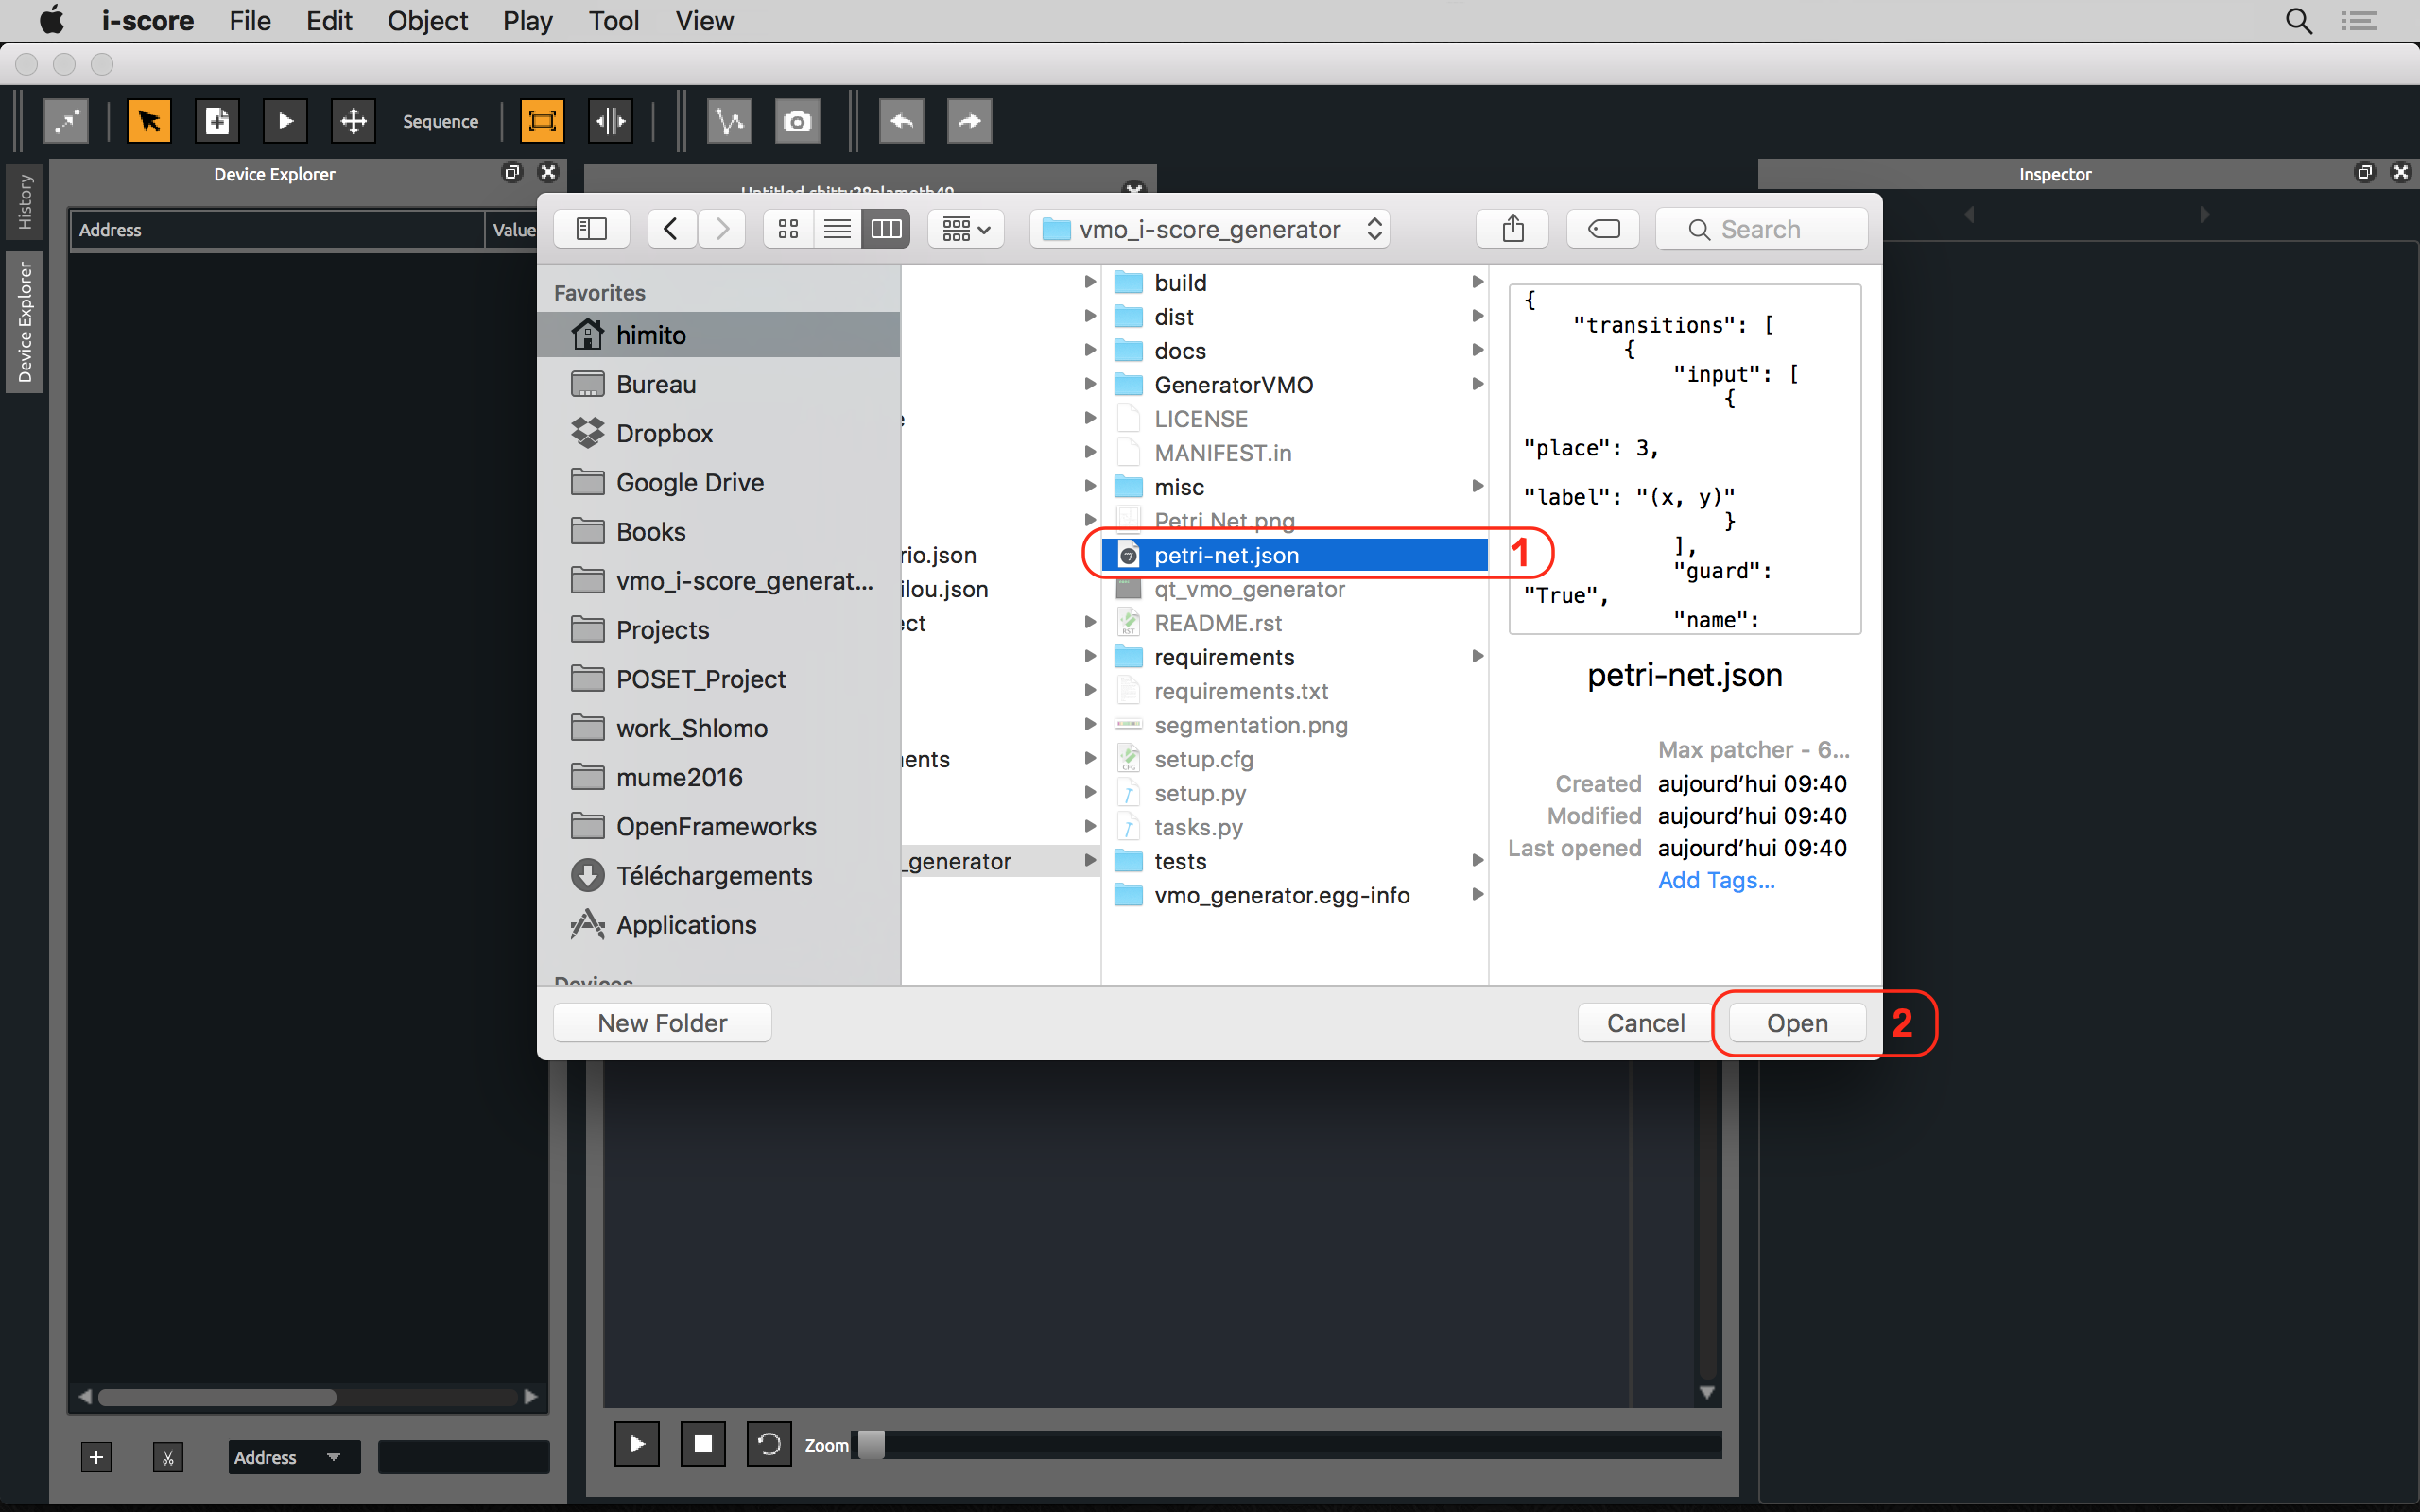 i-score File Edit Object Play Tool View
Sequence
History
Device Explorer
Device Explorer
Address
Value
Inspector
vmo_i-score_generator
Search
Favorites
himito
Bureau
Dropbox
Google Drive
Books
vmo_i-score_generat...
Projects
POSET_Project
work_Shlomo
mume2016
OpenFrameworks
Téléchargements
Applications
Devices
rio.json
ilou.json
ect
ents
_generator
build
dist
docs
GeneratorVMO
LICENSE
MANIFEST.in
misc
Petri Net.png
petri-net.json
1
qt_vmo_generator
README.rst
requirements
requirements.txt
segmentation.png
setup.cfg
setup.py
tasks.py
tests
vmo_generator.egg-info
{
"transitions": [
{
"input": [
{
"place": 3,
"label": "(x, y)"
}
],
"guard":
"True",
"name":
petri-net.json
Max patcher - 6...
Created aujourd'hui 09:40
Modified aujourd'hui 09:40
Last opened aujourd'hui 09:40
Add Tags...
New Folder
Cancel
Open
2
Address
Zoom